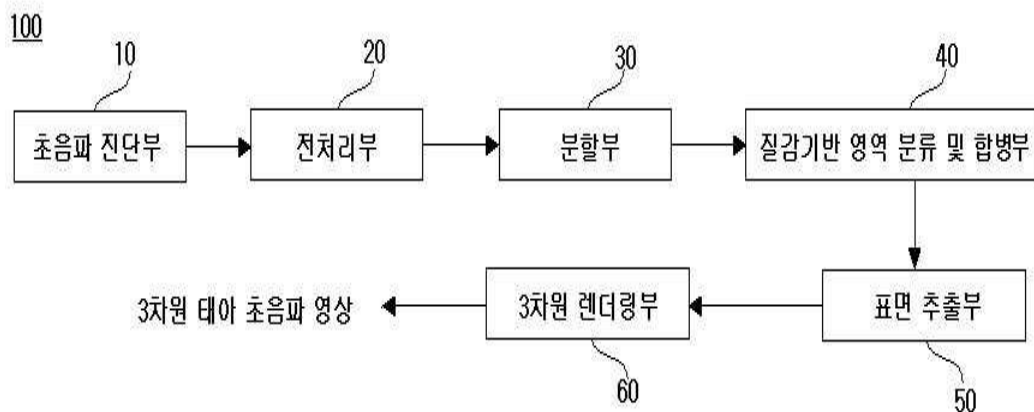 100
10
20
30
40
초음파 진단부
전처리부
분할부
질감기반 영역 분류 및 합병부
3차원 태아 초음파 영상
3차원 렌더링부
표면 추출부
60
50